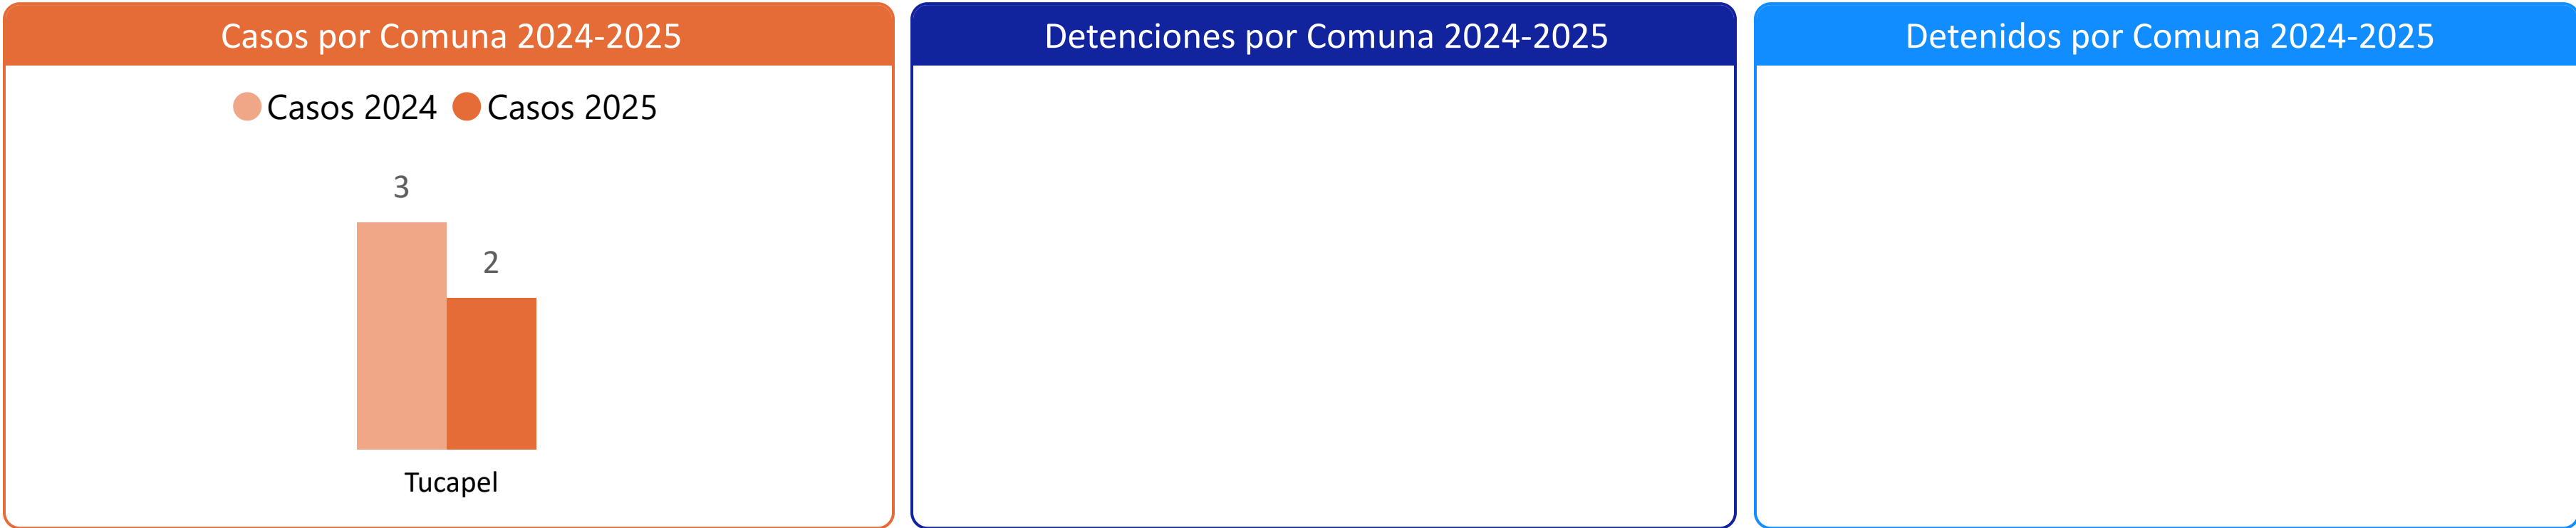 Casos por Comuna 2024-2025
Casos 2024 Casos 2025
3
2
Tucapel
Detenciones por Comuna 2024-2025
Detenidos por Comuna 2024-2025